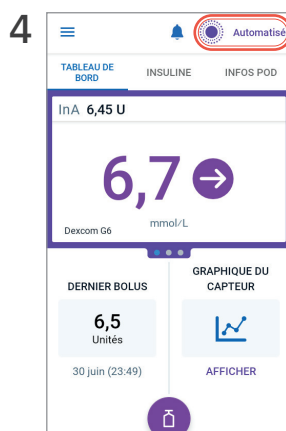 4
Automatisé
TABLEAU DE
BORD
INSULINE
INFOS POD
InA 6,45 U
6,7
mmol/L
Dexcom G6
DERNIER BOLUS
6,5
Unités
30 juin (23:49)
GRAPHIQUE DU
CAPTEUR
AFFICHER